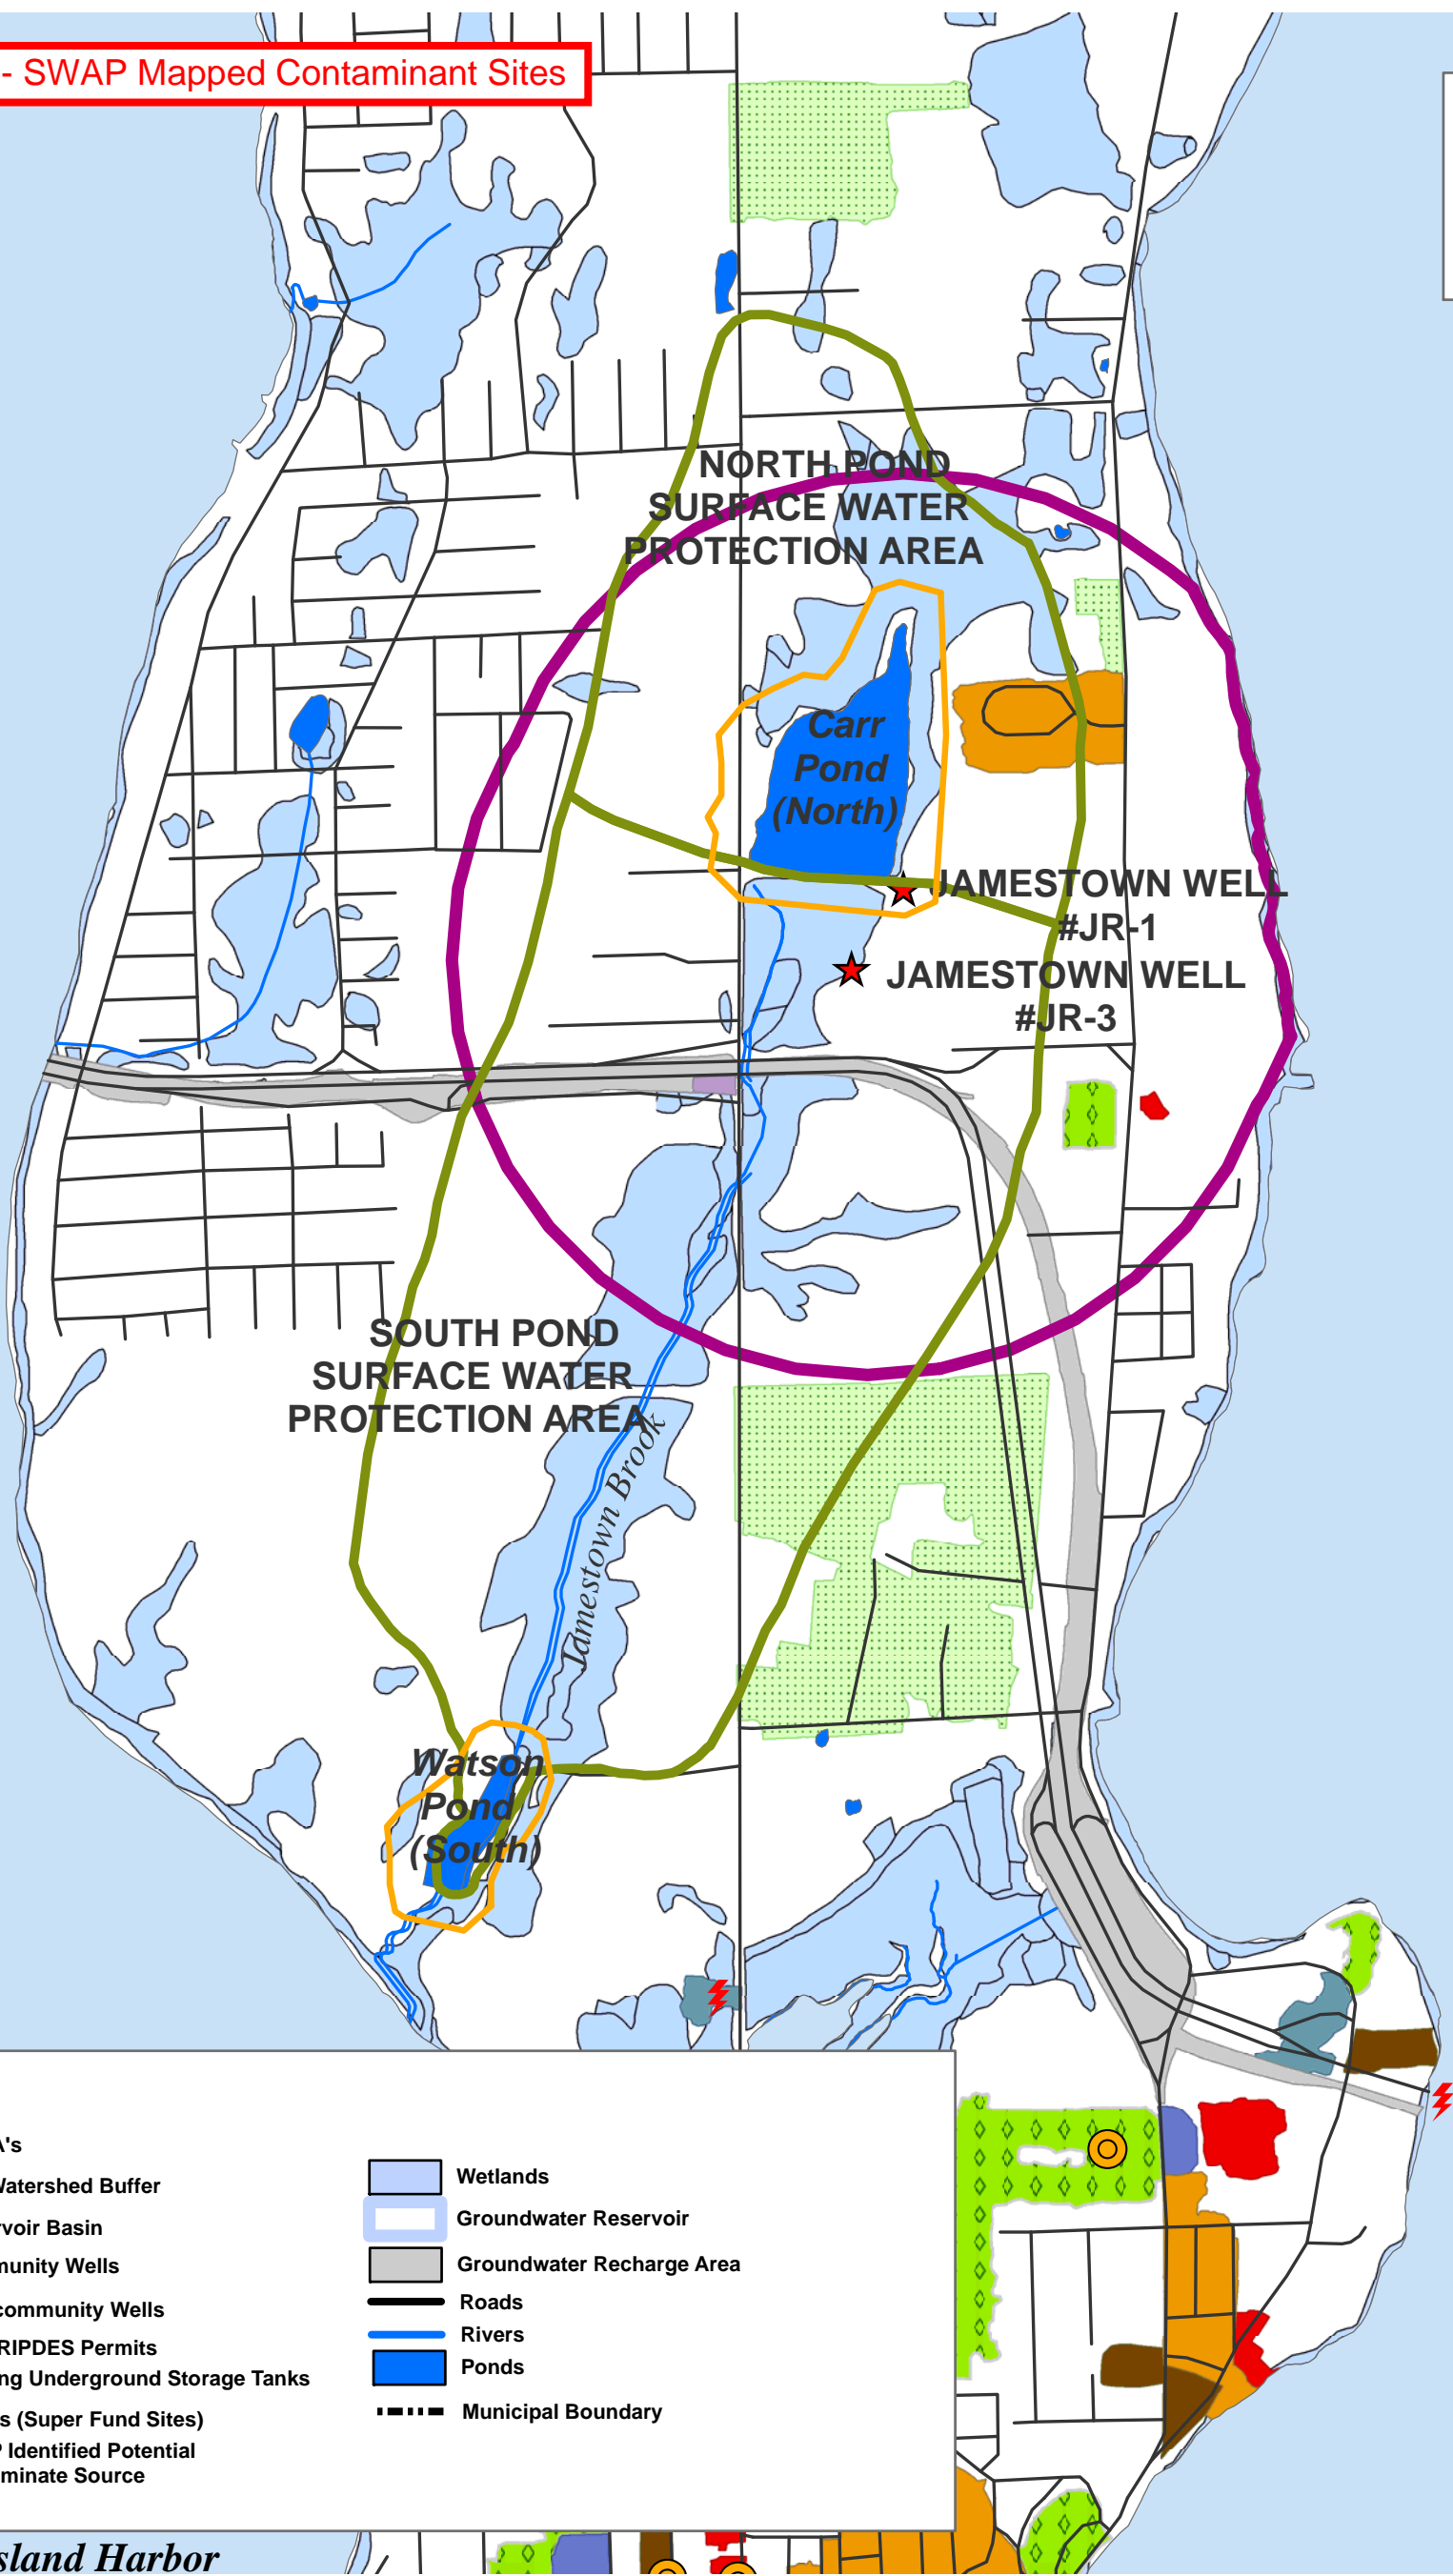 - SWAP Mapped Contaminant Sites
NORTH POND
SURFACE WATER
PROTECTION AREA
Carr
Pond
(North)
JAMESTOWN WELL
#JR-1
JAMESTOWN WELL
#JR-3
SOUTH POND
SURFACE WATER
PROTECTION AREA
Jamestown Brook
Watson
Pond
(South)
A's
Watershed Buffer
rvoir Basin
munity Wells
community Wells
RIPDES Permits
ng Underground Storage Tanks
s (Super Fund Sites)
P Identified Potential
minate Source
Wetlands
Groundwater Reservoir
Groundwater Recharge Area
Roads
Rivers
Ponds
Municipal Boundary
sland Harbor